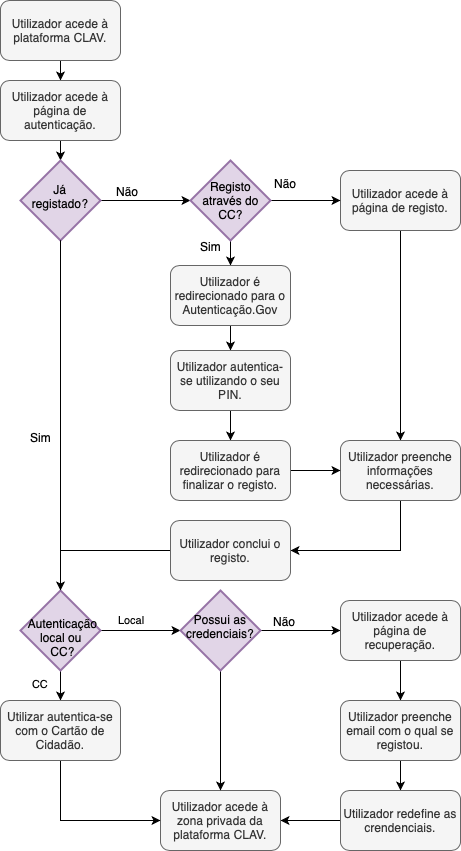 Utilizador acede à
plataforma CLAV.
Utilizador acede à
página de
autenticação.
Já
registado?
Não
Registo
através do
CC?
Não
Utilizador acede à
página de registo.
Sim
Utilizador é
redirecionado para o
Autenticação.Gov
Utilizador autentica-
se utilizando o seu
PIN.
Sim
Utilizador é
redirecionado para
finalizar o registo.
Utilizador preenche
informações
necessárias.
Utilizador conclui o
registo.
Autenticação
local ou
CC?
Local
Possui as
credenciais?
Não
Utilizador acede à
página de
recuperação.
CC
Utilizar autentica-se
com o Cartão de
Cidadão.
Utilizador preenche
email com o qual se
registou.
Utilizador acede à
zona privada da
plataforma CLAV.
Utilizador redefine as
crendenciais.